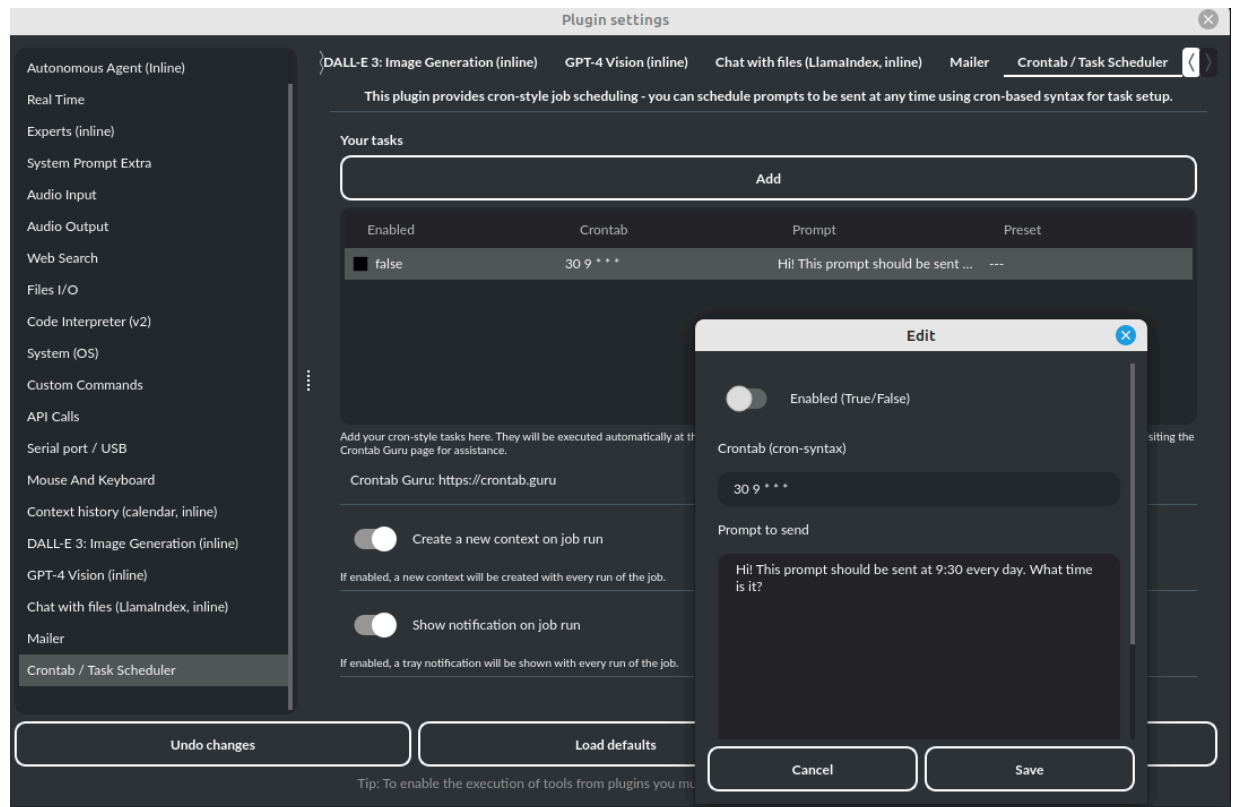 Plugin settings
Autonomous Agent (Inline)
Real Time
Experts (inline)
System Prompt Extra
Audio Input
Audio Output
Web Search
Files I/O
Code Interpreter (v2)
System (OS)
Custom Commands
API Calls
Serial port / USB
Mouse And Keyboard
Context history (calendar, inline)
DALL-E 3: Image Generation (inline)
GPT-4 Vision (inline)
Chat with files (LlamaIndex, inline)
Mailer
Crontab / Task Scheduler
DALL-E 3: Image Generation (inline) GPT-4 Vision (inline) Chat with files (LlamaIndex, inline) Mailer Crontab / Task Scheduler
This plugin provides cron-style job scheduling - you can schedule prompts to be sent at any time using cron-based syntax for task setup.
Your tasks
Add
Enabled Crontab Prompt Preset
false 30 9 * * * Hi! This prompt should be sent ... ---
Add your cron-style tasks here. They will be executed automatically at th
siting the
Crontab Guru page for assistance.
Crontab Guru: https://crontab.guru
Create a new context on job run
If enabled, a new context will be created with every run of the job.
Show notification on job run
If enabled, a tray notification will be shown with every run of the job.
Edit
Enabled (True/False)
Crontab (cron-syntax)
30 9 * * *
Prompt to send
Hi! This prompt should be sent at 9:30 every day. What time
is it?
Cancel Save
Undo changes Load defaults
Tip: To enable the execution of tools from plugins you mu